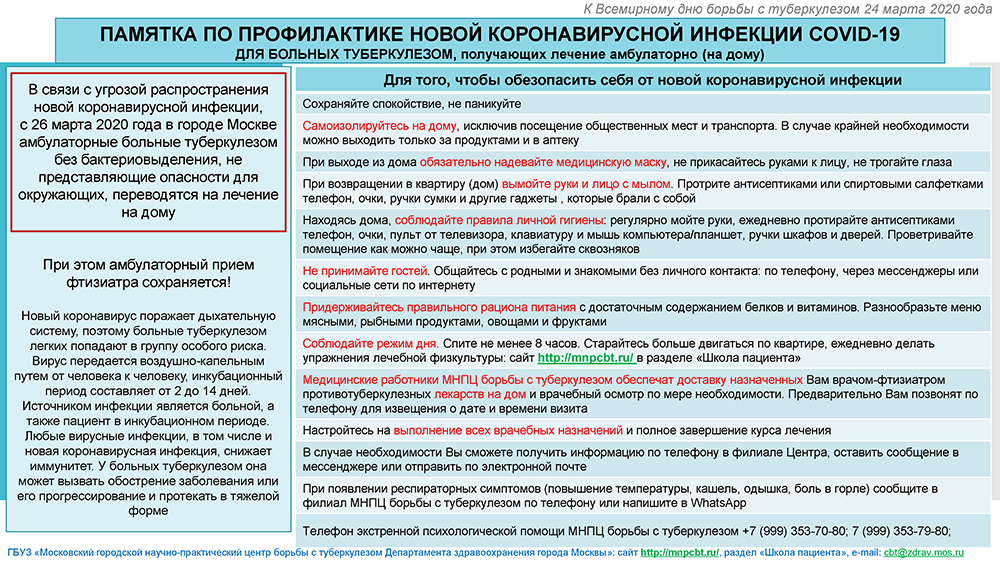 К Всемирному дню борьбы с туберкулезом 24 марта 2020 года
ПАМЯТКА ПО ПРОФИЛАКТИКЕ НОВОЙ КОРОНАВИРУСНОЙ ИНФЕКЦИИ COVID-19
ДЛЯ БОЛЬНЫХ ТУБЕРКУЛЕЗОМ, получающих лечение амбулаторно (на дому)
В связи с угрозой распространения
новой коронавирусной инфекции,
с 26 марта 2020 года в городе Москве
амбулаторные больные туберкулезом
без бактериовыделения, не
представляющие опасности для
окружающих, переводятся на лечение
на дому
При этом амбулаторный прием
фтизиатра сохраняется!
Новый коронавирус поражает дыхательную
систему, поэтому больные туберкулезом
легких попадают в группу особого риска.
Вирус передается воздушно-капельным
путем от человека к человеку, инкубационный
период составляет от 2 до 14 дней.
Источником инфекции является больной, а
также пациент в инкубационном периоде.
Любые вирусные инфекции, в том числе и
новая коронавирусная инфекция, снижает
иммунитет. У больных туберкулезом она
может вызвать обострение заболевания или
его прогрессирование и протекать в тяжелой
форме
Для того, чтобы обезопасить себя от новой коронавирусной инфекции
Сохраняйте спокойствие, не паникуйте
Самоизолируйтесь на дому, исключив посещение общественных мест и транспорта. В случае крайней необходимости
можно выходить только за продуктами и в аптеку
При выходе из дома обязательно надевайте медицинскую маску, не прикасайтесь руками к лицу, не трогайте глаза
При возвращении в квартиру (дом) вымойте руки и лицо с мылом. Протрите антисептиками или спиртовыми салфетками
телефон, очки, ручки сумки и другие гаджеты , которые брали с собой
Находясь дома, соблюдайте правила личной гигиены: регулярно мойте руки, ежедневно протирайте антисептиками
телефон, очки, пульт от телевизора, клавиатуру и мышь компьютера/планшет, ручки шкафов и дверей. Проветривайте
помещение как можно чаще, при этом избегайте сквозняков
Не принимайте гостей. Общайтесь с родными и знакомыми без личного контакта: по телефону, через мессенджеры или
социальные сети по интернету
Придерживайтесь правильного рациона питания с достаточным содержанием белков и витаминов. Разнообразьте меню
мясными, рыбными продуктами, овощами и фруктами
Соблюдайте режим дня. Спите не менее 8 часов. Старайтесь больше двигаться по квартире, ежедневно делать
упражнения лечебной физкультуры: сайт http://mnpcbt.ru/ в разделе «Школа пациента»
Медицинские работники МНПЦ борьбы с туберкулезом обеспечат доставку назначенных Вам врачом-фтизиатром
противотуберкулезных лекарств на дом и врачебный осмотр по мере необходимости. Предварительно Вам позвонят по
телефону для извещения о дате и времени визита
Настройтесь на выполнение всех врачебных назначений и полное завершение курса лечения
В случае необходимости Вы сможете получить информацию по телефону в филиале Центра, оставить сообщение в
мессенджере или отправить по электронной почте
При появлении респираторных симптомов (повышение температуры, кашель, одышка, боль в горле) сообщите в
филиал МНПЦ борьбы с туберкулезом по телефону или напишите в WhatsApp
Телефон экстренной психологической помощи МНПЦ борьбы с туберкулезом +7 (999) 353-70-80; 7 (999) 353-79-80;
ГБУЗ «Московский городской научно-практический центр борьбы с туберкулезом Департамента здравоохранения города Москвы»: сайт http://mnpcbt.ru/, раздел «Школа пациента», e-mail: cbt@zdrav.mos.ru